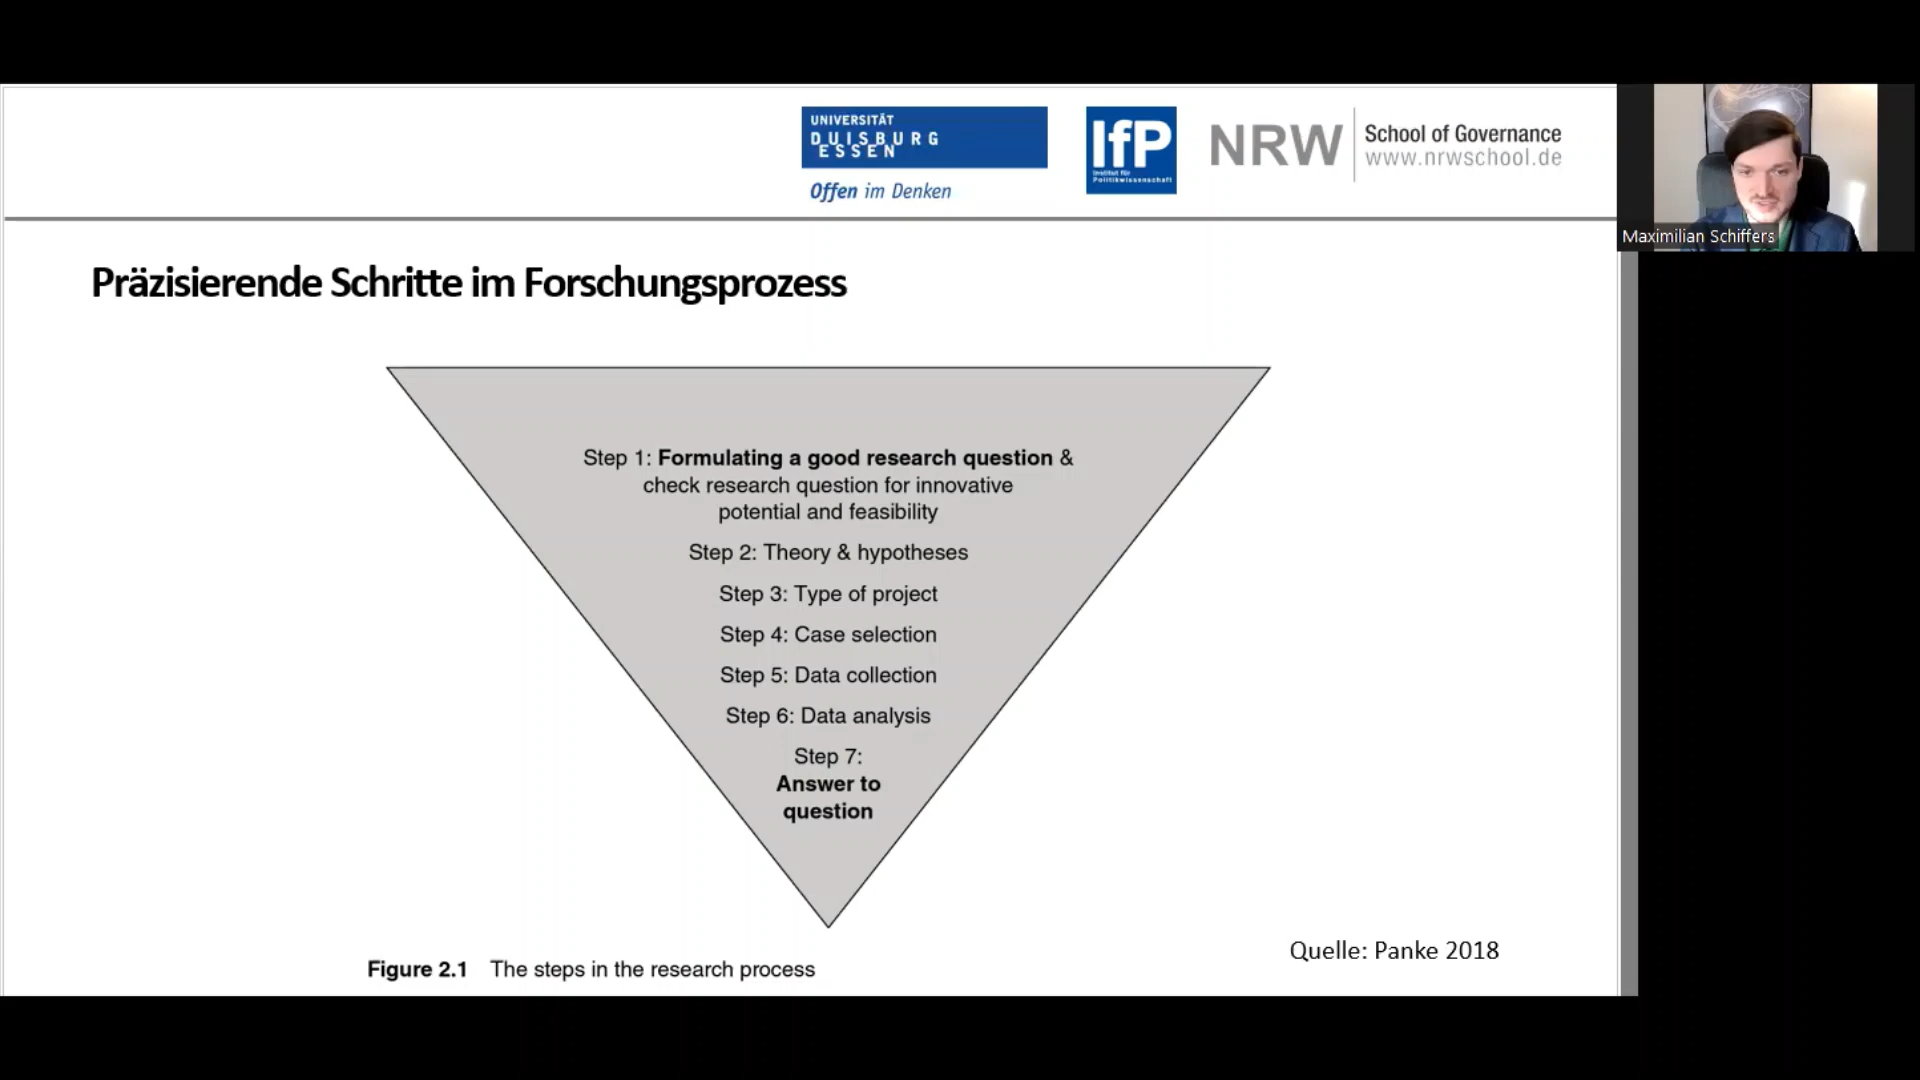 UNIVERSITÄT
DUISBURG
ESSEN
Offen im Denken
IfP
Institut für
Politikwissenschaft
NRW
School of Governance
www.nrwschool.de
Maximilian Schiffers
Präzisierende Schritte im Forschungsprozess
Step 1: Formulating a good research question &
check research question for innovative
potential and feasibility
Step 2: Theory & hypotheses
Step 3: Type of project
Step 4: Case selection
Step 5: Data collection
Step 6: Data analysis
Step 7:
Answer to
question
Quelle: Panke 2018
Figure 2.1 The steps in the research process